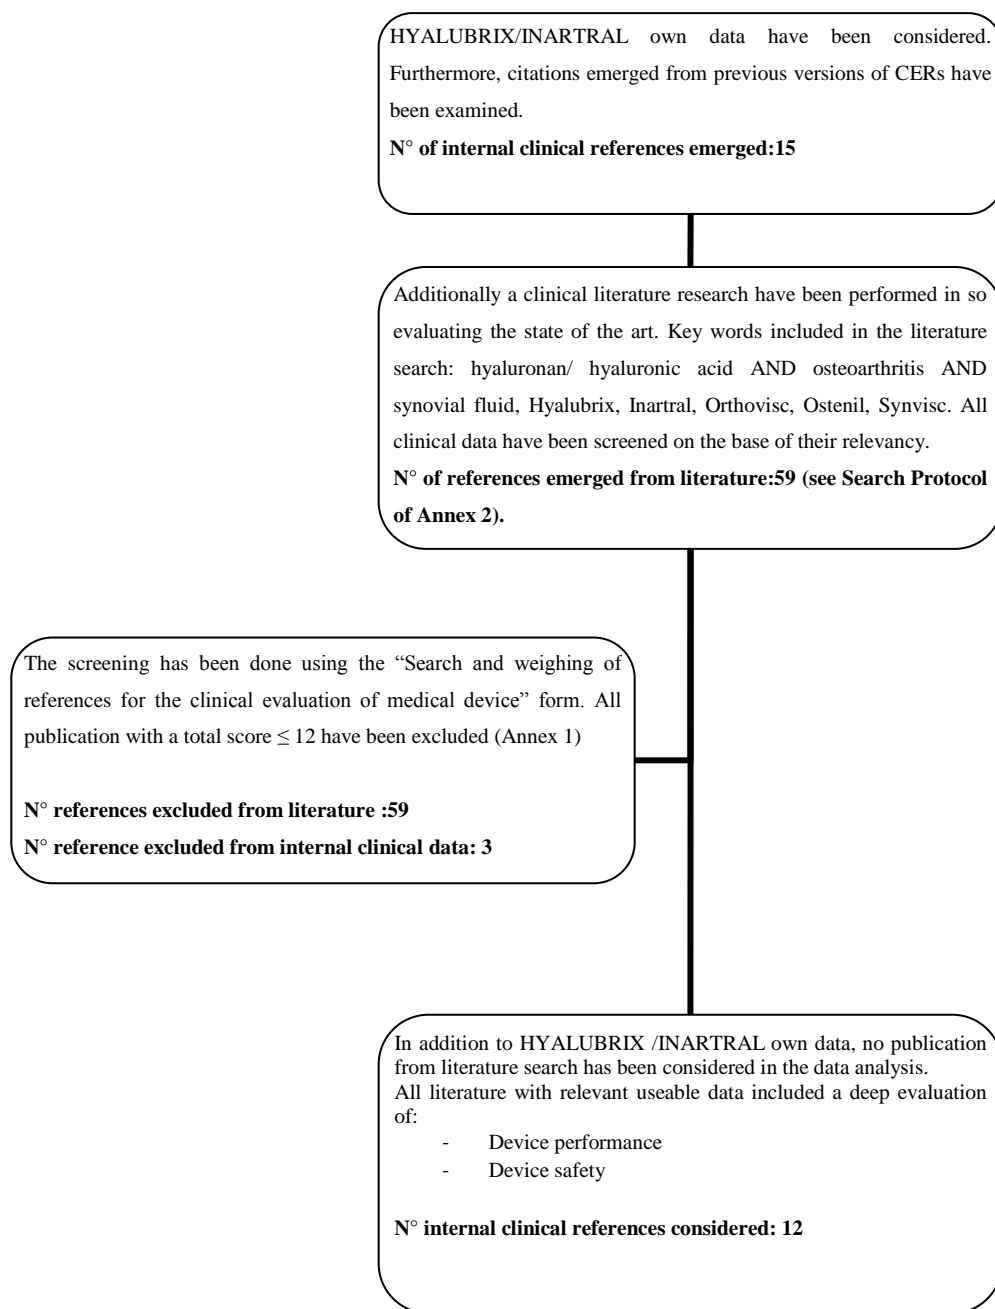 HYALUBRIX/INARTRAL own data have been considered.
Furthermore, citations emerged from previous versions of CERs have
been examined.
N° of internal clinical references emerged:15
Additionally a clinical literature research have been performed in so
evaluating the state of the art. Key words included in the literature
search: hyaluronan/ hyaluronic acid AND osteoarthritis AND
synovial fluid, Hyalubrix, Inartral, Orthovisc, Ostenil, Synvisc. All
clinical data have been screened on the base of their relevancy.
N° of references emerged from literature:59 (see Search Protocol
of Annex 2).
The screening has been done using the “Search and weighing of
references for the clinical evaluation of medical device” form. All
publication with a total score ≤ 12 have been excluded (Annex 1)
N° references excluded from literature :59
N° reference excluded from internal clinical data: 3
In addition to HYALUBRIX /INARTRAL own data, no publication
from literature search has been considered in the data analysis.
All literature with relevant useable data included a deep evaluation
of:
- Device performance
- Device safety
N° internal clinical references considered: 12